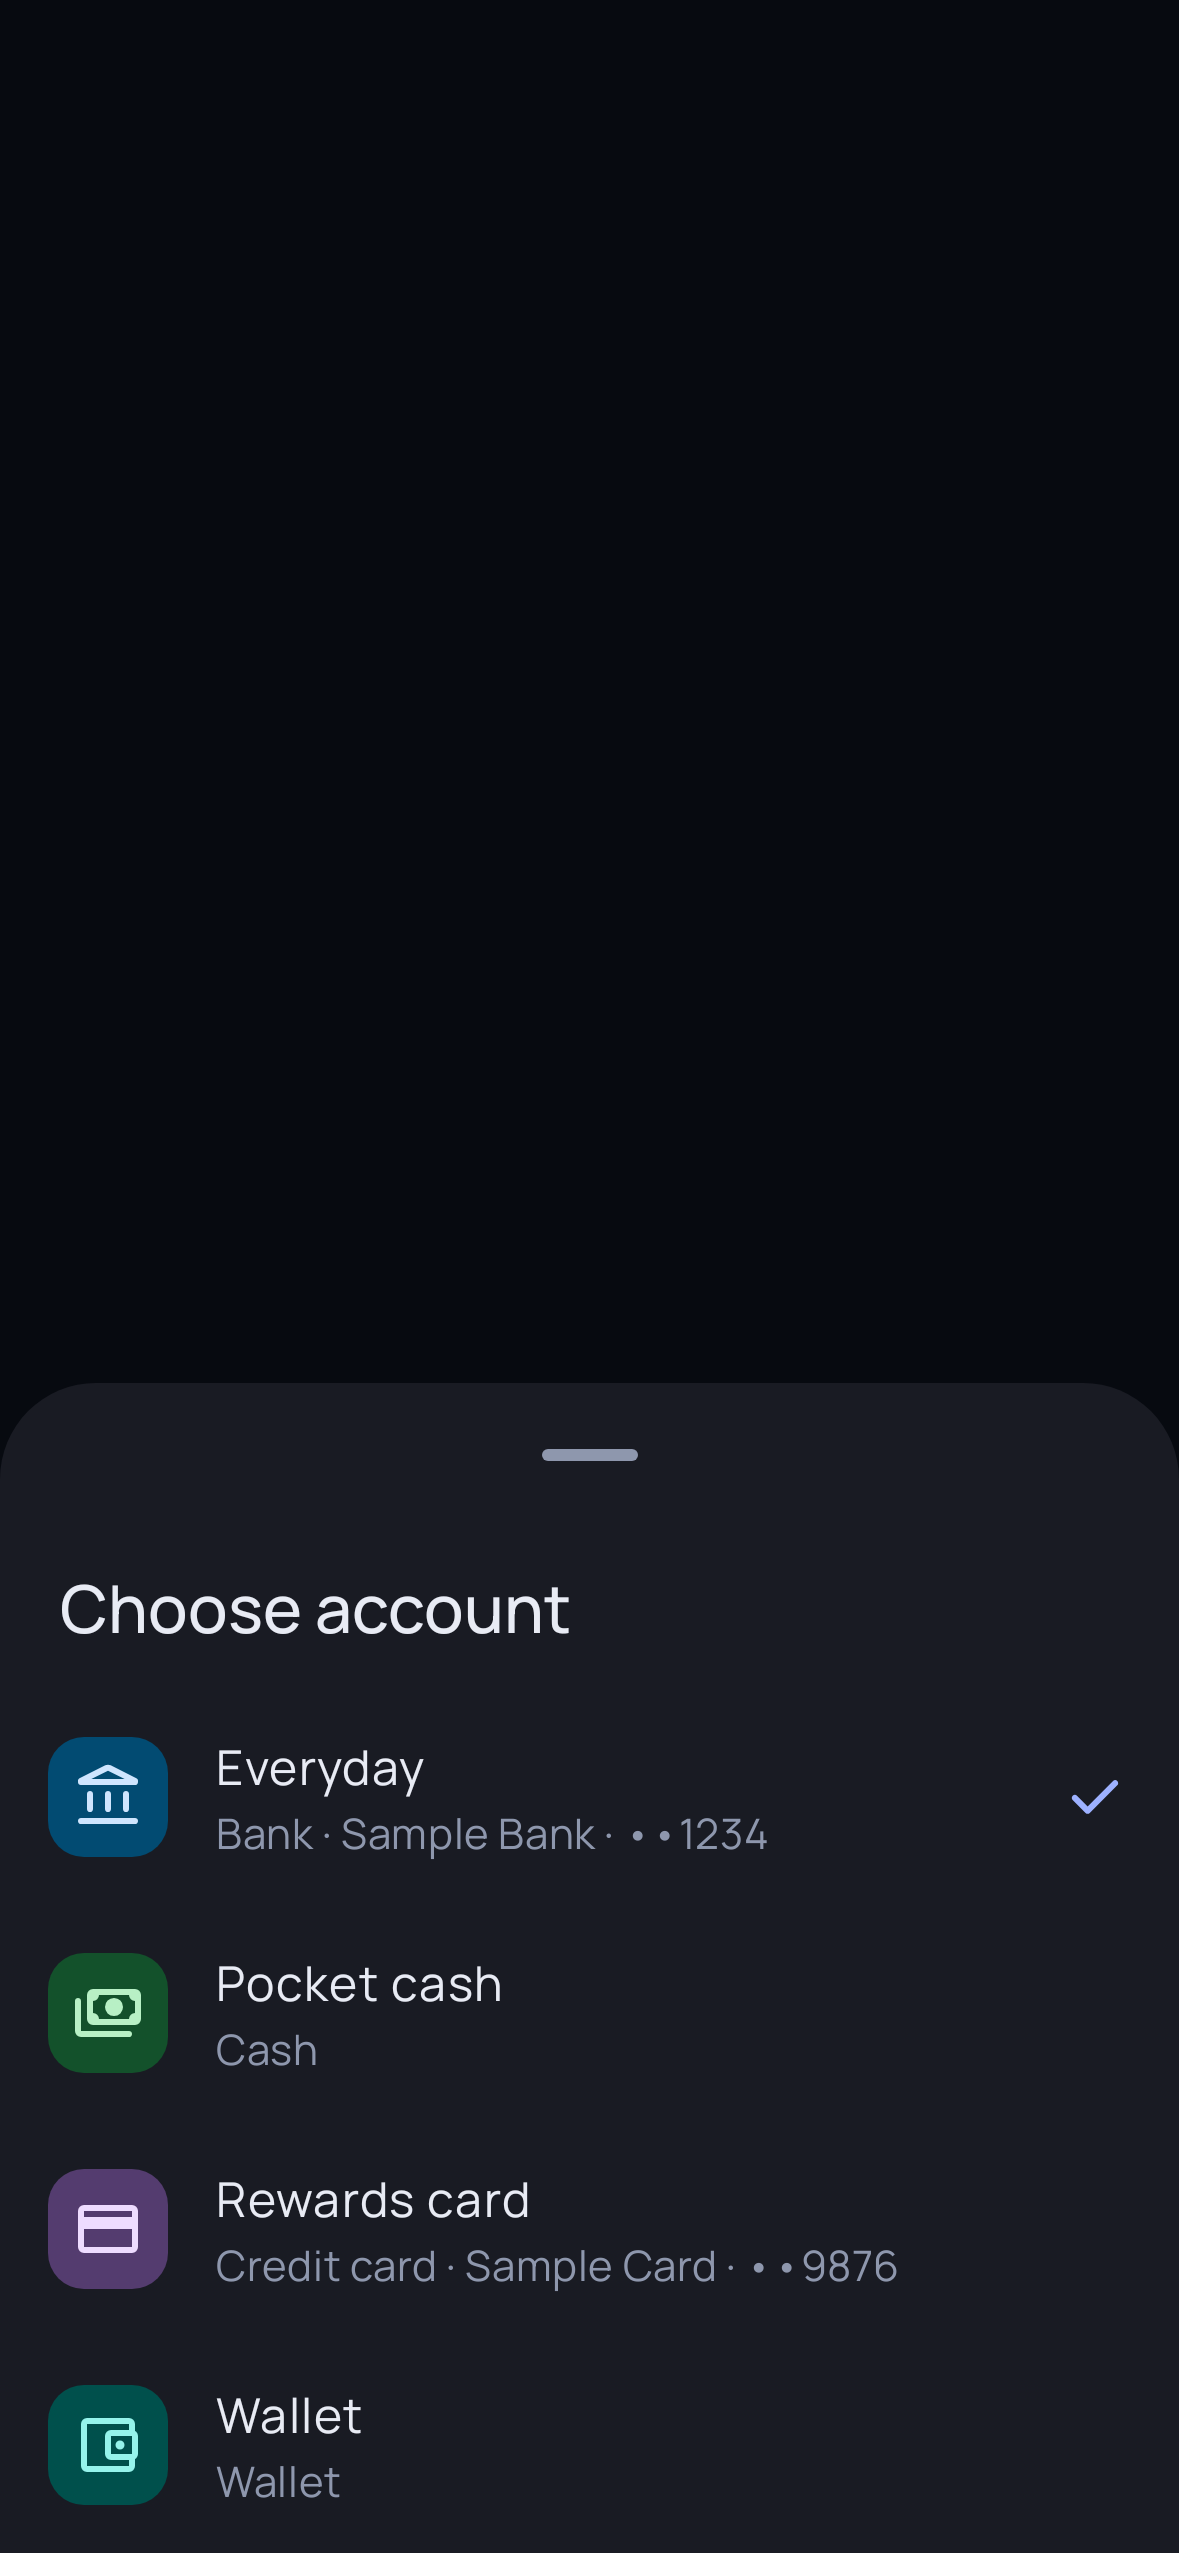 Choose account
Everyday
Bank · Sample Bank · ••1234
Pocket cash
Cash
Rewards card
Credit card · Sample Card · ••9876
Wallet
Wallet